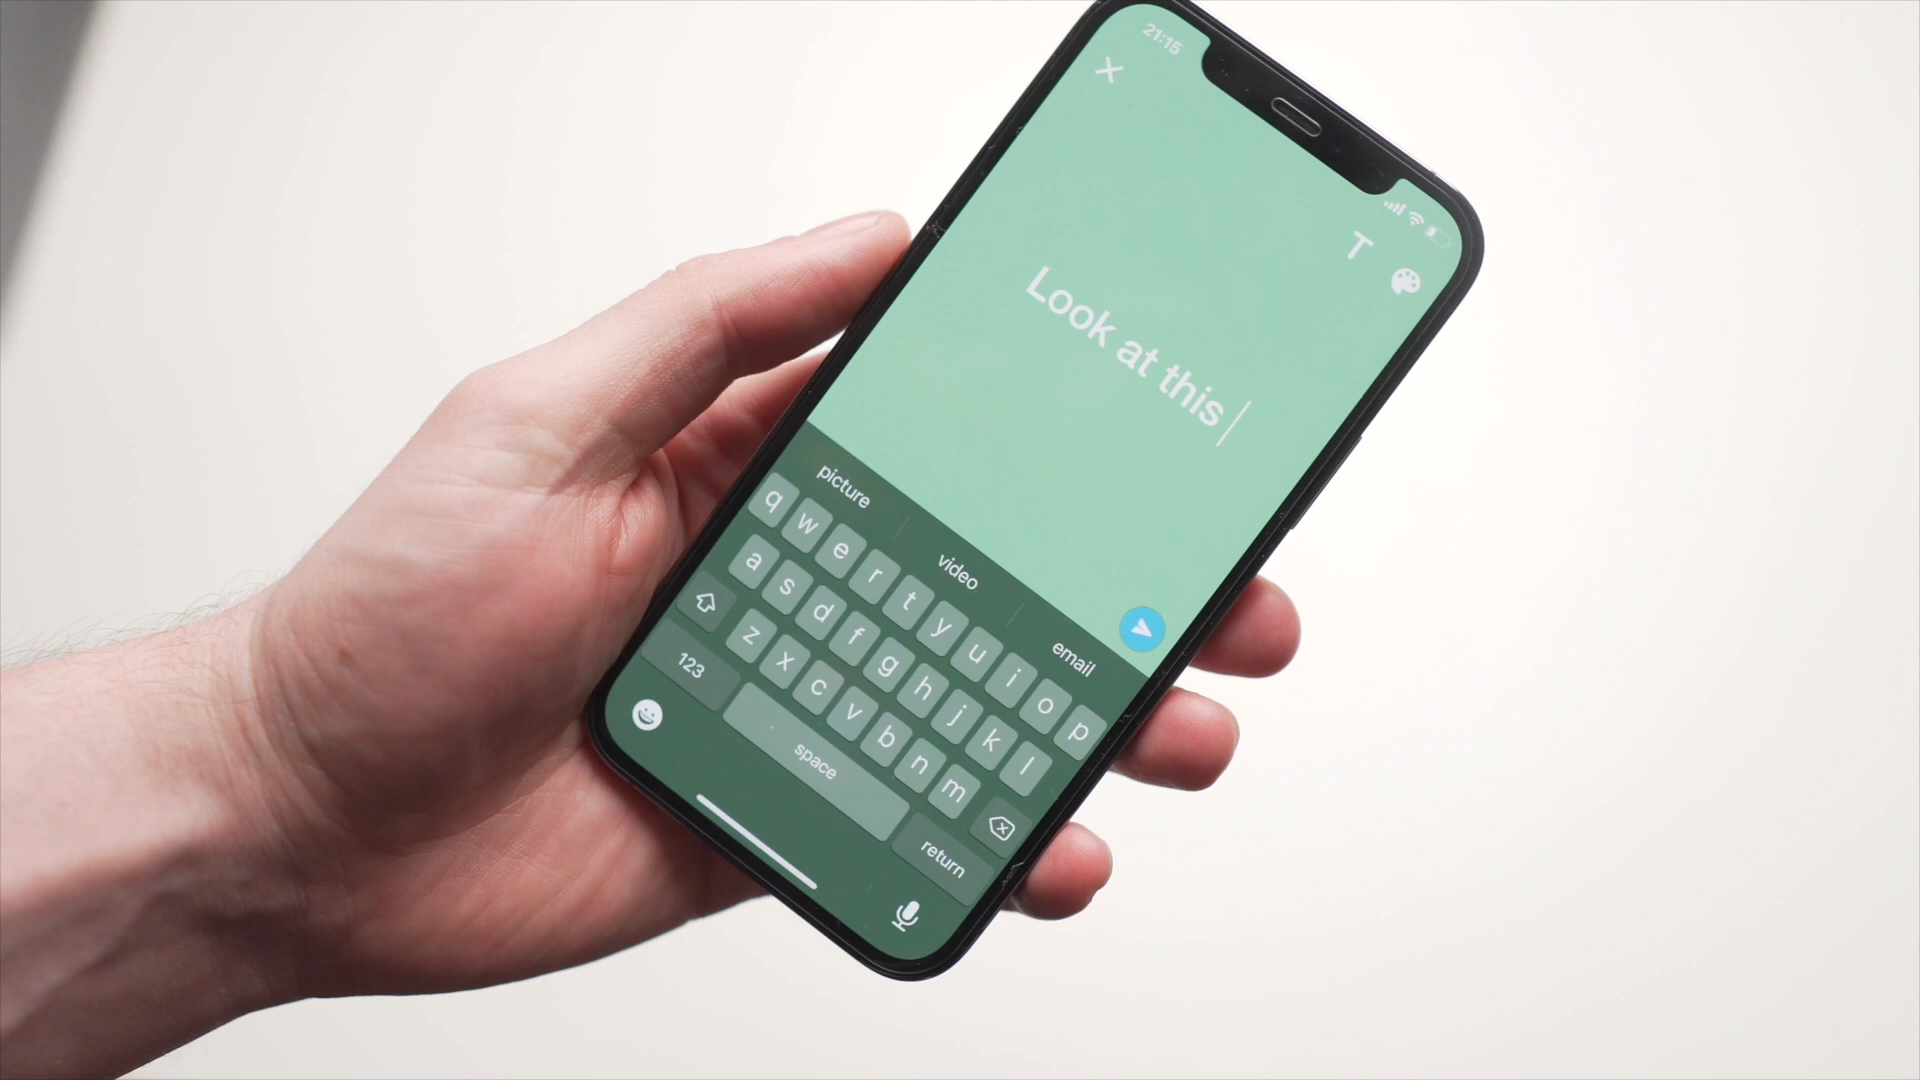 21:15
T
Look at this
picture video email
q w e r t y u i o p
a s d f g h j k l
z x c v b n m
123 space return